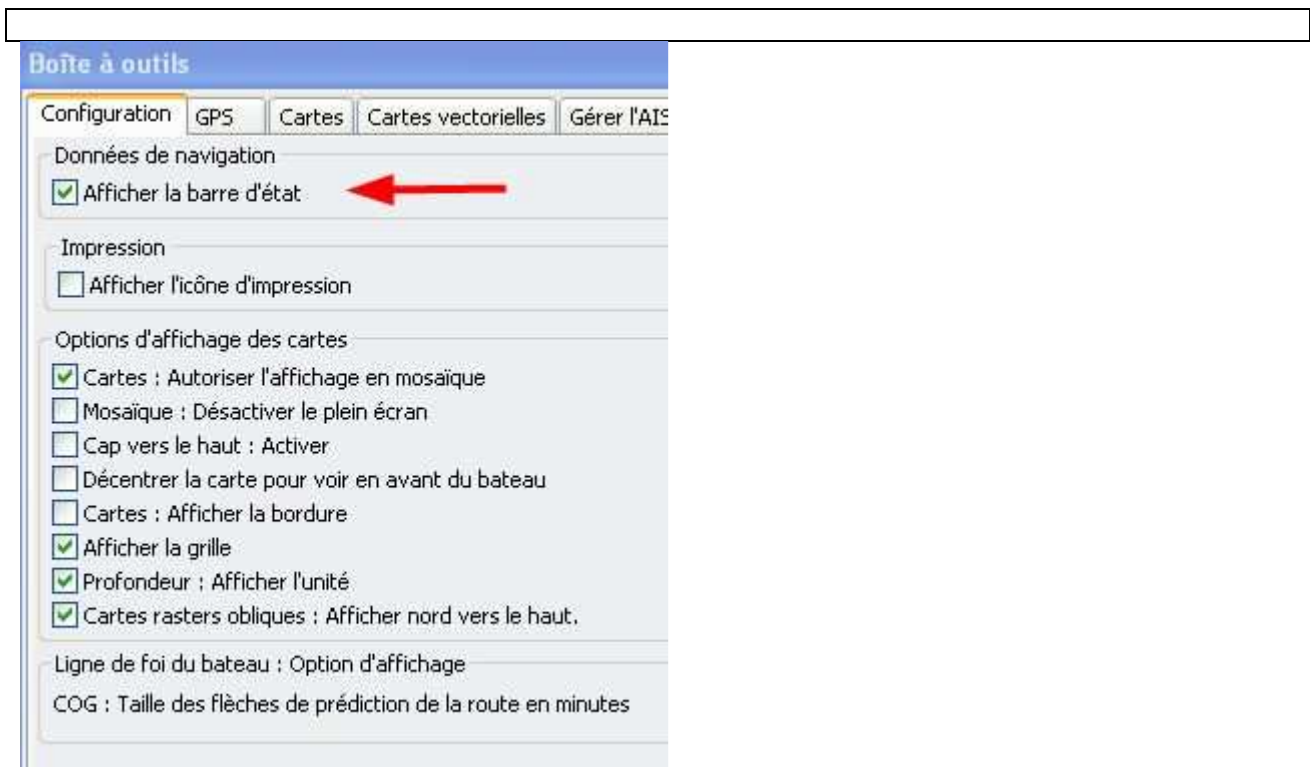 Boîte à outils
Configuration GPS Cartes Cartes vectorielles Gérer l'AIS
Données de navigation
Afficher la barre d'état
Impression
Afficher l'icône d'impression
Options d'affichage des cartes
Cartes : Autoriser l'affichage en mosaïque
Mosaïque : Désactiver le plein écran
Cap vers le haut : Activer
Décentrer la carte pour voir en avant du bateau
Cartes : Afficher la bordure
Afficher la grille
Profondeur : Afficher l'unité
Cartes rasters obliques : Afficher nord vers le haut.
Ligne de foi du bateau : Option d'affichage
COG : Taille des flèches de prédiction de la route en minutes